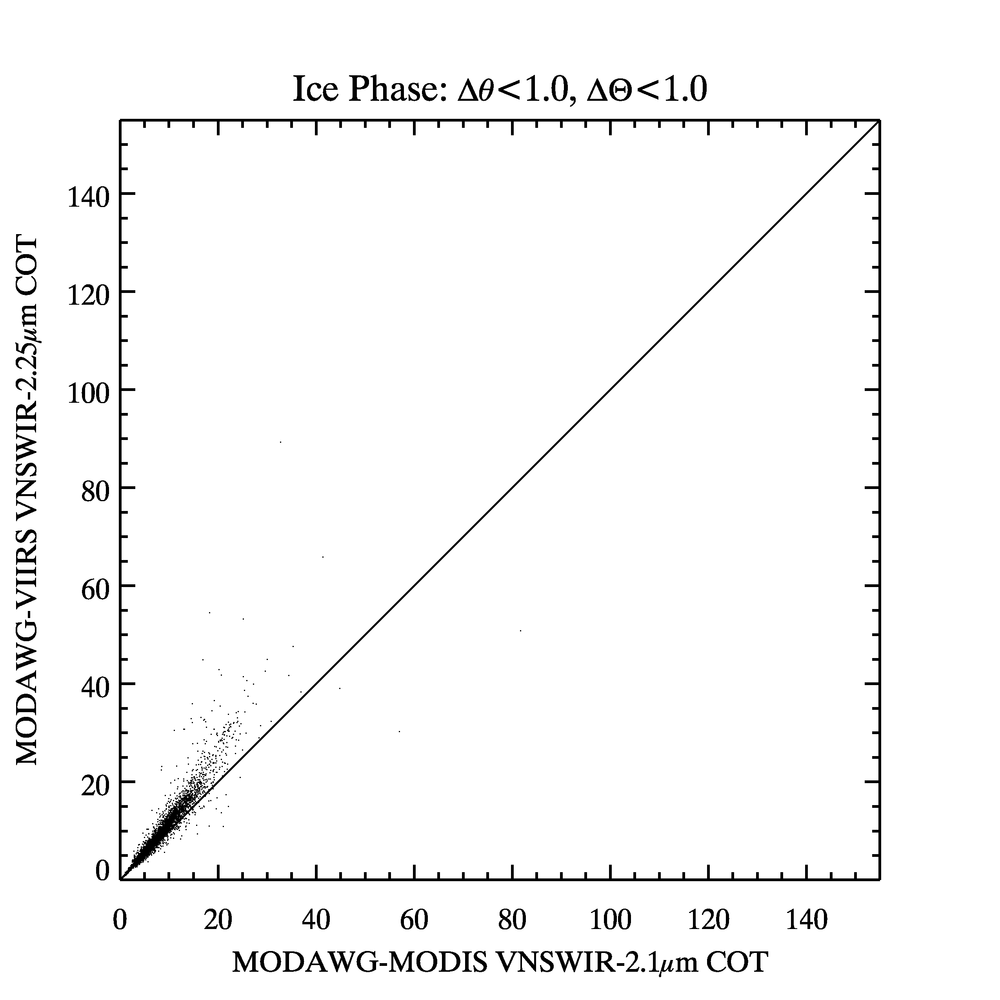 Ice Phase: Δθ<1.0, ΔΘ<1.0
MODAWG-VIIRS VNSWIR-2.25μm COT
140
120
100
80
60
40
20
0
0 20 40 60 80 100 120 140
MODAWG-MODIS VNSWIR-2.1μm COT